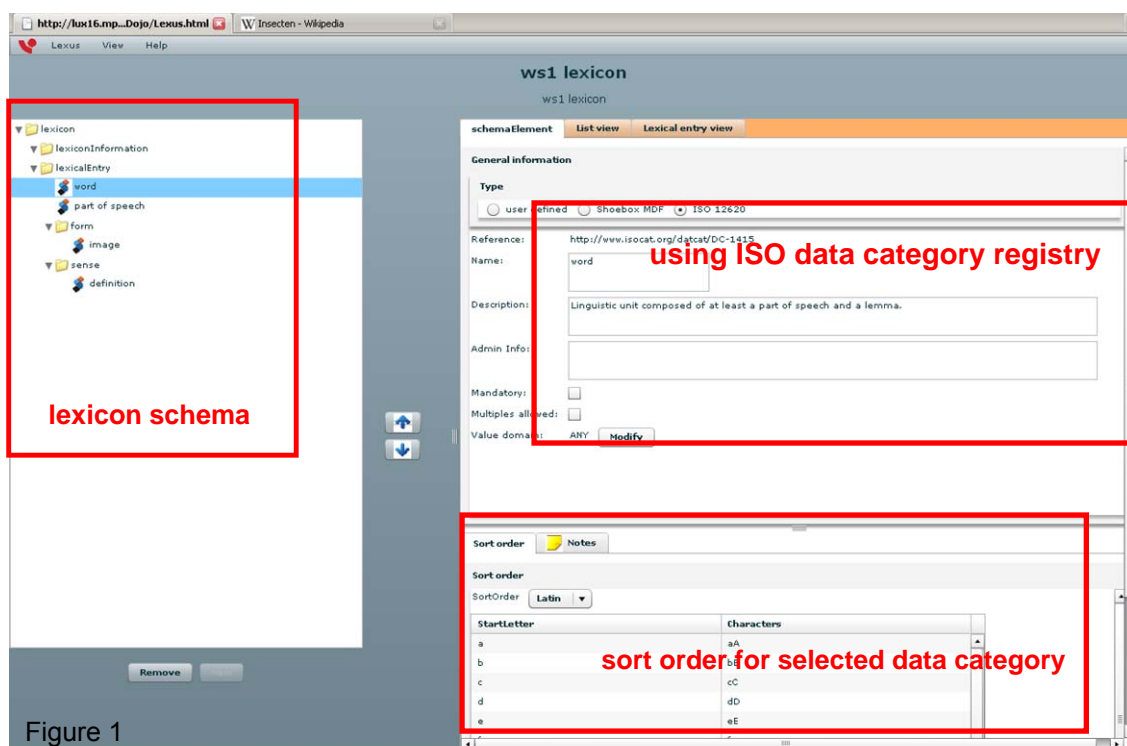 http://lux16.mp...Dojo/Lexus.html W Insecten - Wikipedia
Lexus View Help
ws1 lexicon
ws1 lexicon
lexicon
lexiconInformation
lexicalEntry
word
part of speech
form
image
sense
definition
lexicon schema
Remove
schemaElement List view Lexical entry view
General information
Type
user defined Shoebox MDF ISO 12620
Reference: http://www.isocat.org/datcat/DC-1415
using ISO data category registry
Name: word
Description: Linguistic unit composed of at least a part of speech and a lemma.
Admin Info:
Mandatory:
Multiples allowed:
Value domain: ANY Modify
Sort order Notes
Sort order
SortOrder Latin
StartLetter Characters
a aA
b bB
sort order for selected data category
c cC
d dD
e eE
Figure 1